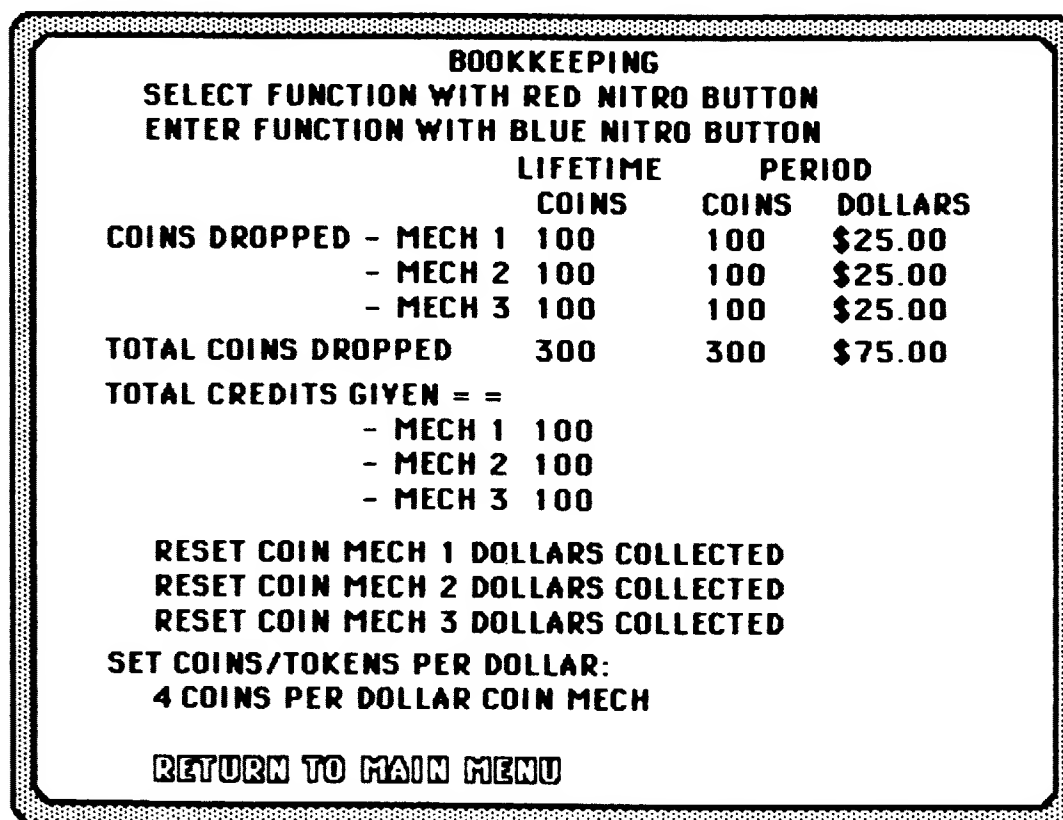 BOOKKEEPING
SELECT FUNCTION WITH RED NITRO BUTTON
ENTER FUNCTION WITH BLUE NITRO BUTTON
LIFETIME PERIOD
COINS COINS DOLLARS
COINS DROPPED - MECH 1 100 100 $25.00
- MECH 2 100 100 $25.00
- MECH 3 100 100 $25.00
TOTAL COINS DROPPED 300 300 $75.00
TOTAL CREDITS GIVEN = =
- MECH 1 100
- MECH 2 100
- MECH 3 100
RESET COIN MECH 1 DOLLARS COLLECTED
RESET COIN MECH 2 DOLLARS COLLECTED
RESET COIN MECH 3 DOLLARS COLLECTED
SET COINS/TOKENS PER DOLLAR:
4 COINS PER DOLLAR COIN MECH
RETURN TO MAIN MENU